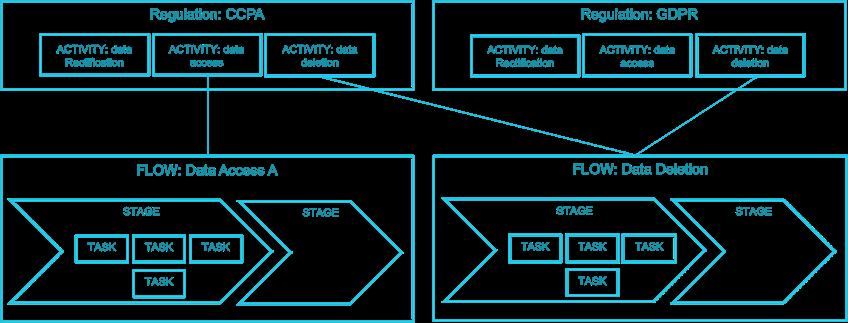 Regulation: CCPA
ACTIVITY: data
Rectification
ACTIVITY: data
access
ACTIVITY: data
deletion
Regulation: GDPR
ACTIVITY: data
Rectification
ACTIVITY: data
access
ACTIVITY: data
deletion
FLOW: Data Access A
STAGE
TASK
TASK
TASK
TASK
STAGE
FLOW: Data Deletion
STAGE
TASK
TASK
TASK
TASK
STAGE